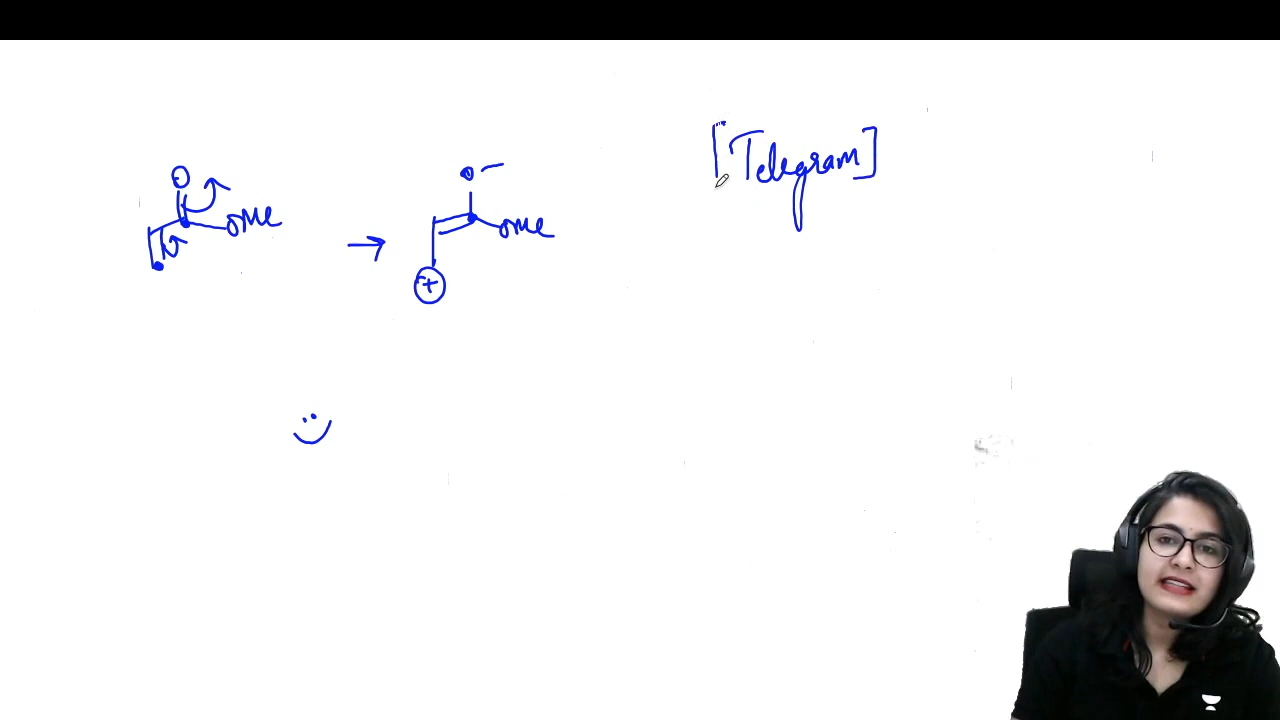 [Telegram]
O
OMe
→
O⁻
OMe
+